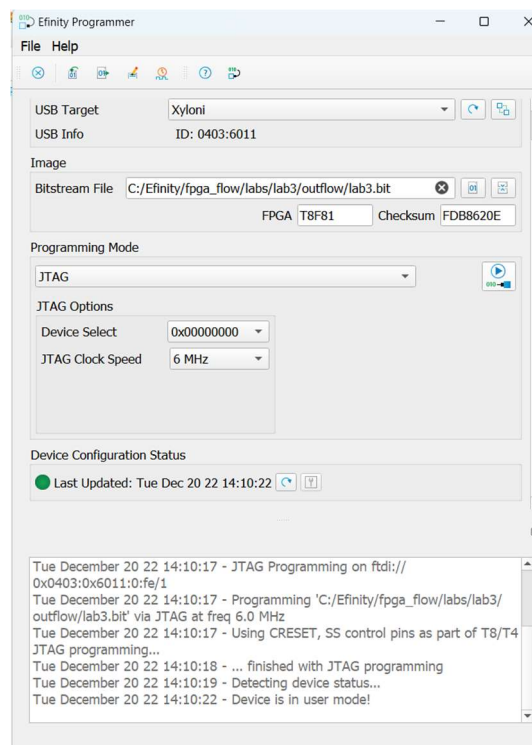 Efinity Programmer
File Help
USB Target Xyloni
USB Info ID: 0403:6011
Image
Bitstream File C:/Efinity/fpga_flow/labs/lab3/outflow/lab3.bit
FPGA T8F81 Checksum FDB8620E
Programming Mode
JTAG
JTAG Options
Device Select 0x00000000
JTAG Clock Speed 6 MHz
Device Configuration Status
Last Updated: Tue Dec 20 22 14:10:22
Tue December 20 22 14:10:17 - JTAG Programming on ftdi://
0x0403:0x6011:0:fe/1
Tue December 20 22 14:10:17 - Programming 'C:/Efinity/fpga_flow/labs/lab3/
outflow/lab3.bit' via JTAG at freq 6.0 MHz
Tue December 20 22 14:10:17 - Using CRESET, SS control pins as part of T8/T4
JTAG programming...
Tue December 20 22 14:10:18 - ... finished with JTAG programming
Tue December 20 22 14:10:19 - Detecting device status...
Tue December 20 22 14:10:22 - Device is in user mode!